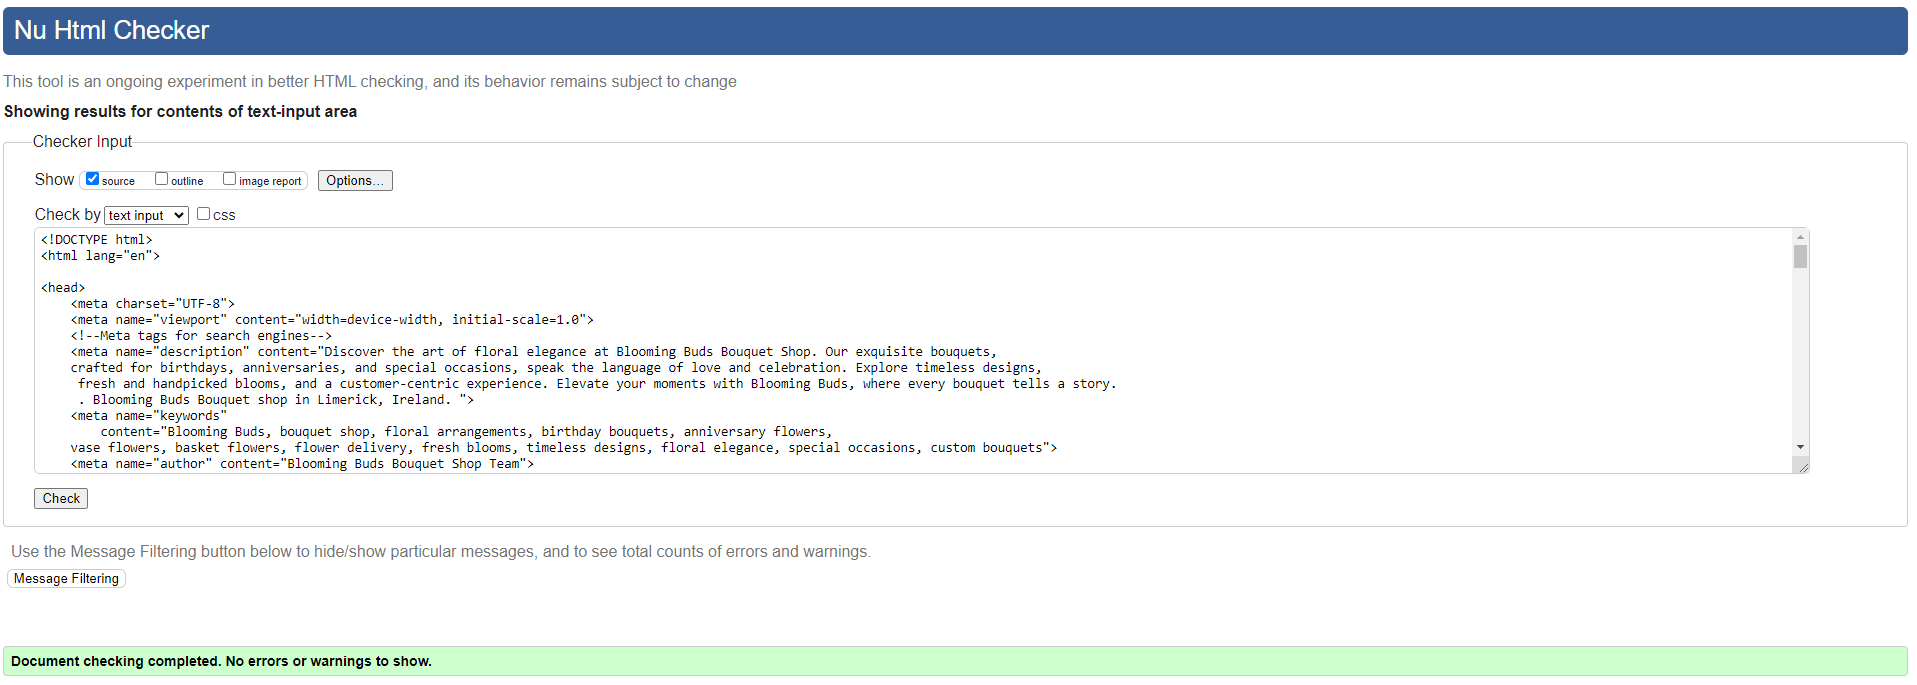 Nu Html Checker
This tool is an ongoing experiment in better HTML checking, and its behavior remains subject to change
Showing results for contents of text-input area
Checker Input
Show source outline image report Options...
Check by text input css
<!DOCTYPE html>
<html lang="en">
<head>
<meta charset="UTF-8">
<meta name="viewport" content="width=device-width, initial-scale=1.0">
<!--Meta tags for search engines-->
<meta name="description" content="Discover the art of floral elegance at Blooming Buds Bouquet Shop. Our exquisite bouquets,
crafted for birthdays, anniversaries, and special occasions, speak the language of love and celebration. Explore timeless designs,
fresh and handpicked blooms, and a customer-centric experience. Elevate your moments with Blooming Buds, where every bouquet tells a story.
. Blooming Buds Bouquet shop in Limerick, Ireland. ">
<meta name="keywords"
content="Blooming Buds, bouquet shop, floral arrangements, birthday bouquets, anniversary flowers,
vase flowers, basket flowers, flower delivery, fresh blooms, timeless designs, floral elegance, special occasions, custom bouquets">
<meta name="author" content="Blooming Buds Bouquet Shop Team">
Check
Use the Message Filtering button below to hide/show particular messages, and to see total counts of errors and warnings.
Message Filtering
Document checking completed. No errors or warnings to show.